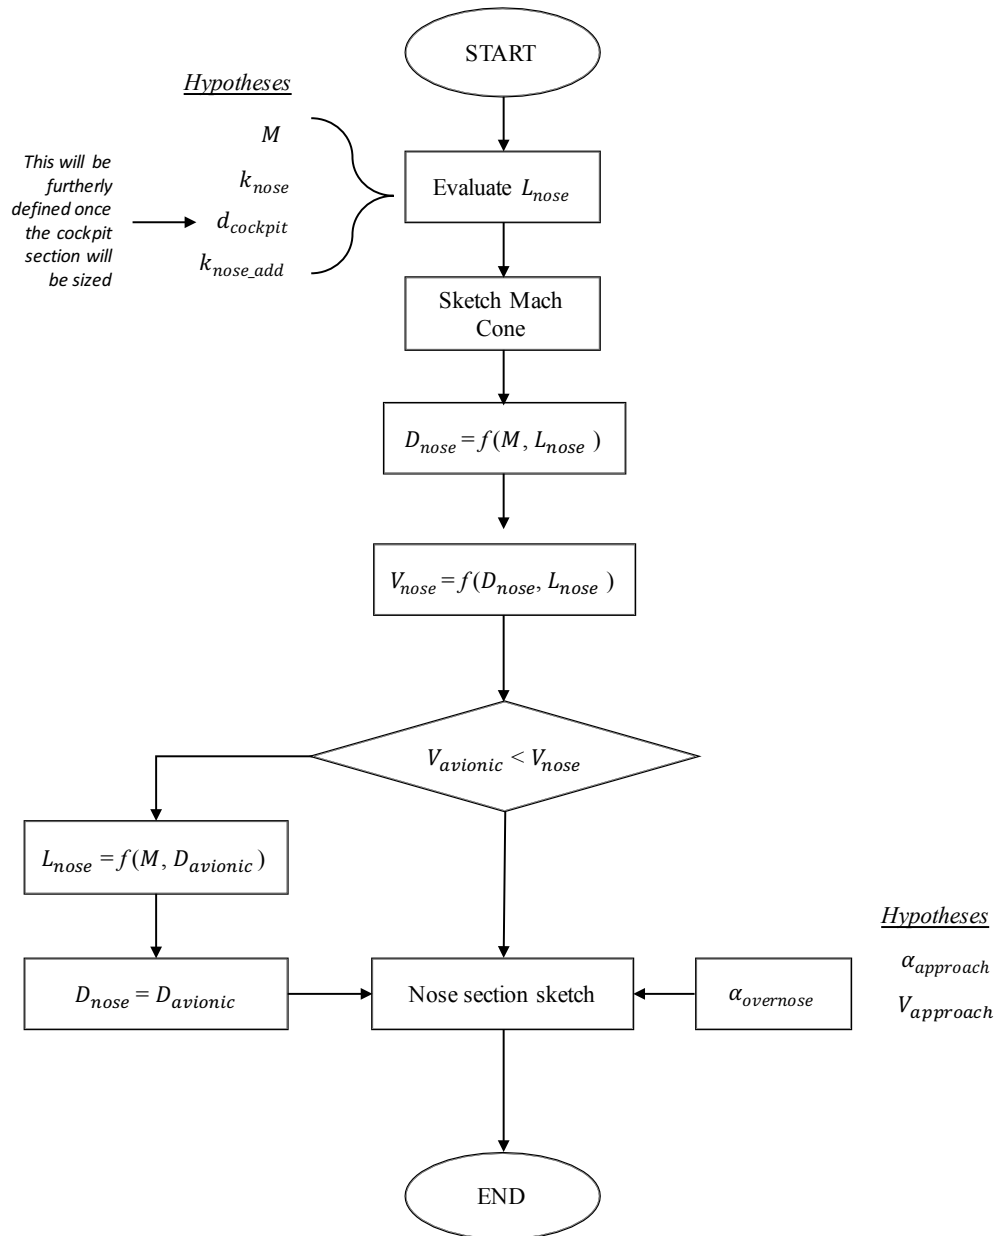 START
Hypotheses
M
k_nose
d_cockpit
k_nose_add
This will be
furtherly
defined once
the cockpit
section will
be sized
Evaluate L_nose
Sketch Mach
Cone
D_nose = f(M, L_nose )
V_nose = f(D_nose, L_nose )
V_avionic < V_nose
L_nose = f(M, D_avionic)
D_nose = D_avionic
Nose section sketch
α_overnose
Hypotheses
α_approach
V_approach
END